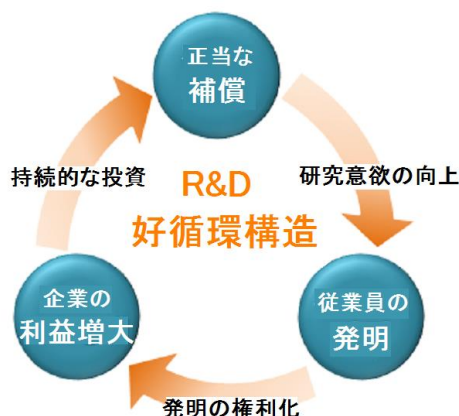 正当な
補償
持続的な投資
R&D
好循環構造
研究意欲の向上
企業の
利益増大
従業員の
発明
発明の権利化